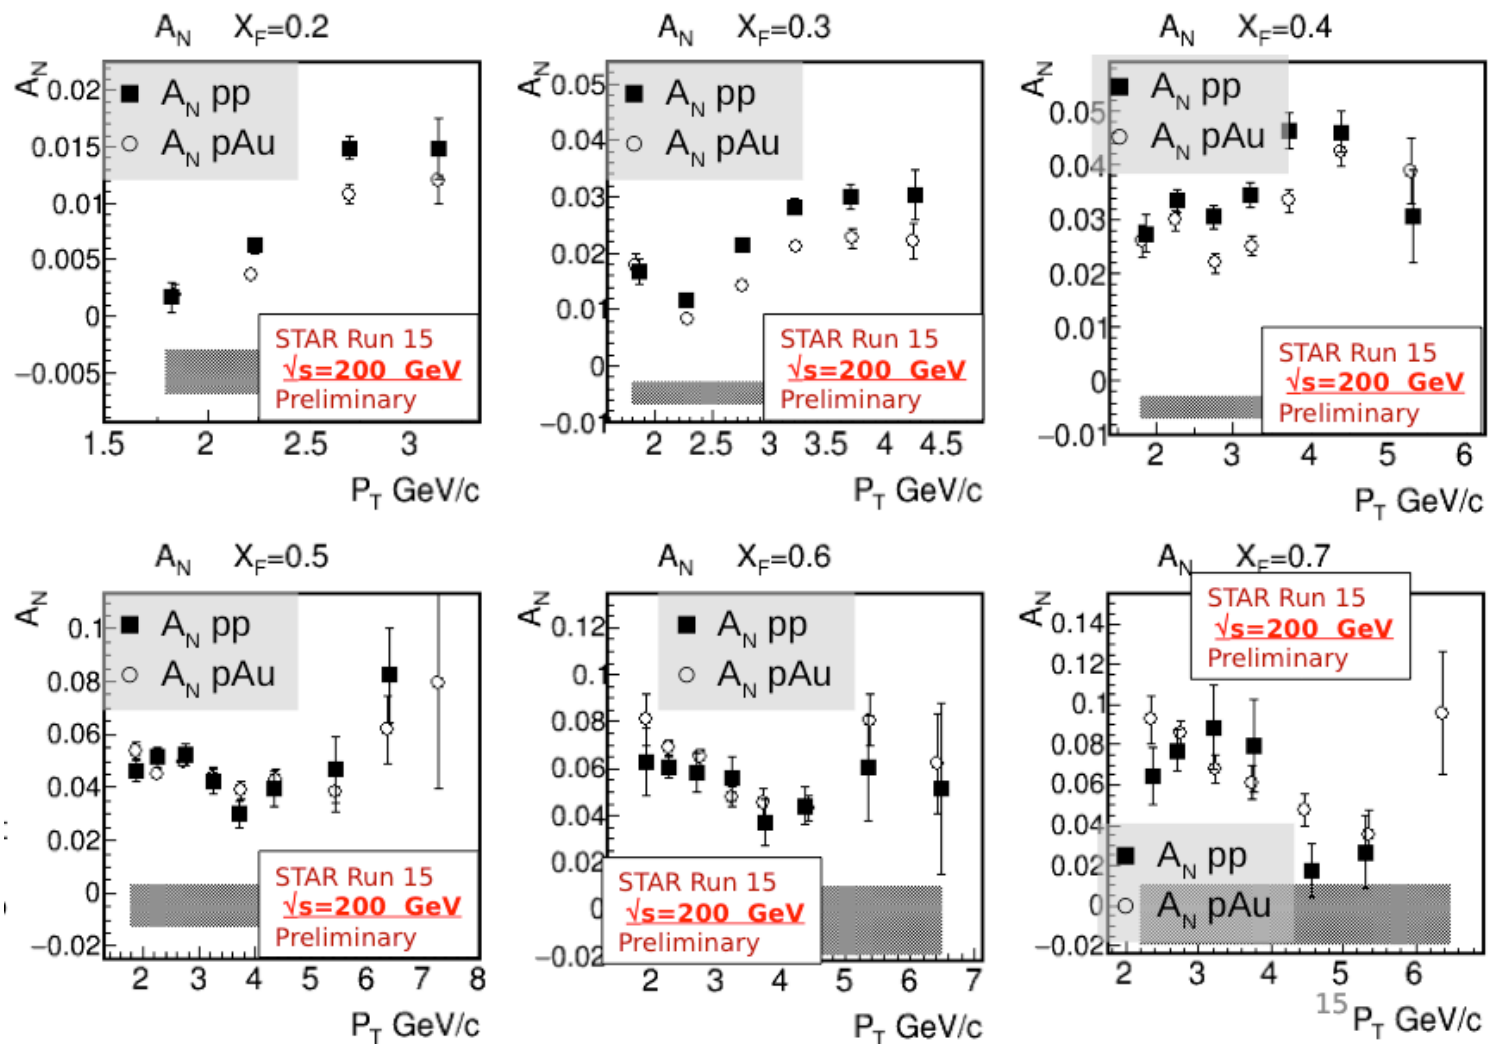 A_N X_F=0.2
A_N
A_N pp
A_N pAu
0.02
0.015
0.01
0.005
0
−0.005
STAR Run 15
√s=200 GeV
Preliminary
1.5 2 2.5 3
P_T GeV/c
A_N X_F=0.3
A_N
A_N pp
A_N pAu
0.05
0.04
0.03
0.02
0.01
0
−0.01
STAR Run 15
√s=200 GeV
Preliminary
2 2.5 3 3.5 4 4.5
P_T GeV/c
A_N X_F=0.4
A_N
A_N pp
A_N pAu
0.05
0.04
0.03
0.02
0.01
0
−0.01
STAR Run 15
√s=200 GeV
Preliminary
2 3 4 5 6
P_T GeV/c
A_N X_F=0.5
A_N
A_N pp
A_N pAu
0.1
0.08
0.06
0.04
0.02
0
−0.02
STAR Run 15
√s=200 GeV
Preliminary
2 3 4 5 6 7 8
P_T GeV/c
A_N X_F=0.6
A_N
A_N pp
A_N pAu
0.12
0.1
0.08
0.06
0.04
0.02
0
−0.02
STAR Run 15
√s=200 GeV
Preliminary
2 3 4 5 6 7
P_T GeV/c
A_N X_F=0.7
STAR Run 15
√s=200 GeV
Preliminary
A_N
0.14
0.12
0.1
0.08
0.06
0.04
0.02
0
−0.02
A_N pp
A_N pAu
2 3 4 5 6
15
P_T GeV/c